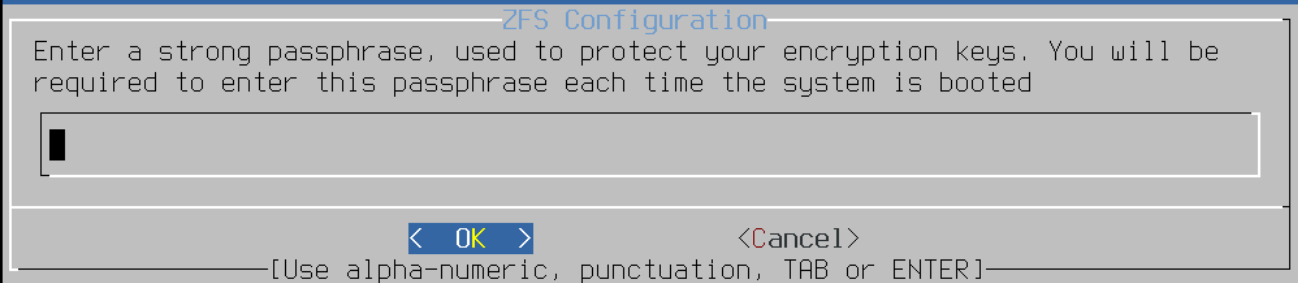 ZFS Configuration
Enter a strong passphrase, used to protect your encryption keys. You will be
required to enter this passphrase each time the system is booted
< OK > <Cancel>
[Use alpha-numeric, punctuation, TAB or ENTER]